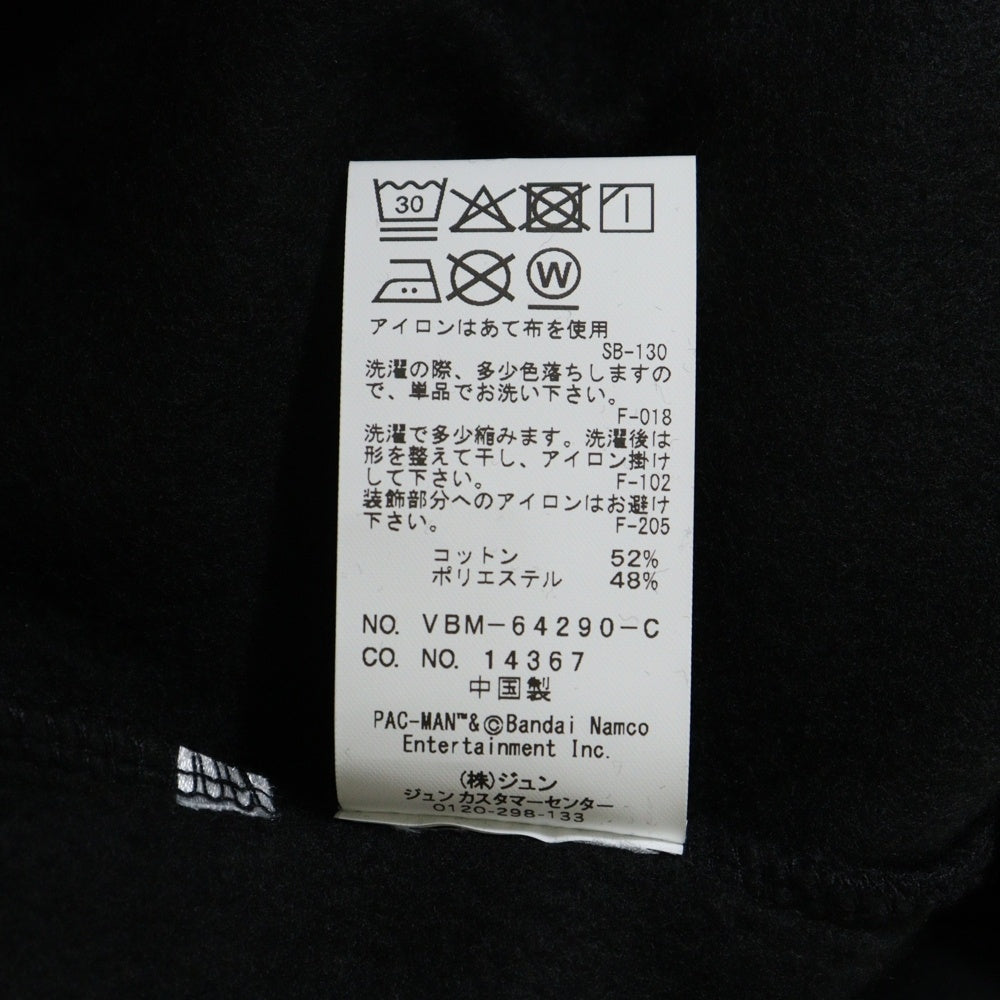 30
W
アイロンはあて布を使用
SB-130
洗濯の際、多少色落ちしますの
で、単品でお洗い下さい。
F-018
洗濯で多少縮みます。洗濯後は
形を整えて干し、アイロン掛け
して下さい。 F-102
装飾部分へのアイロンはお避け
下さい。 F-205
コットン 52%
ポリエステル 48%
NO. VBM-64290-C
CO. NO. 14367
中国製
PAC-MAN™&©Bandai Namco
Entertainment Inc.
(株)ジュン
ジュン カスタマーセンター
0120-298-133